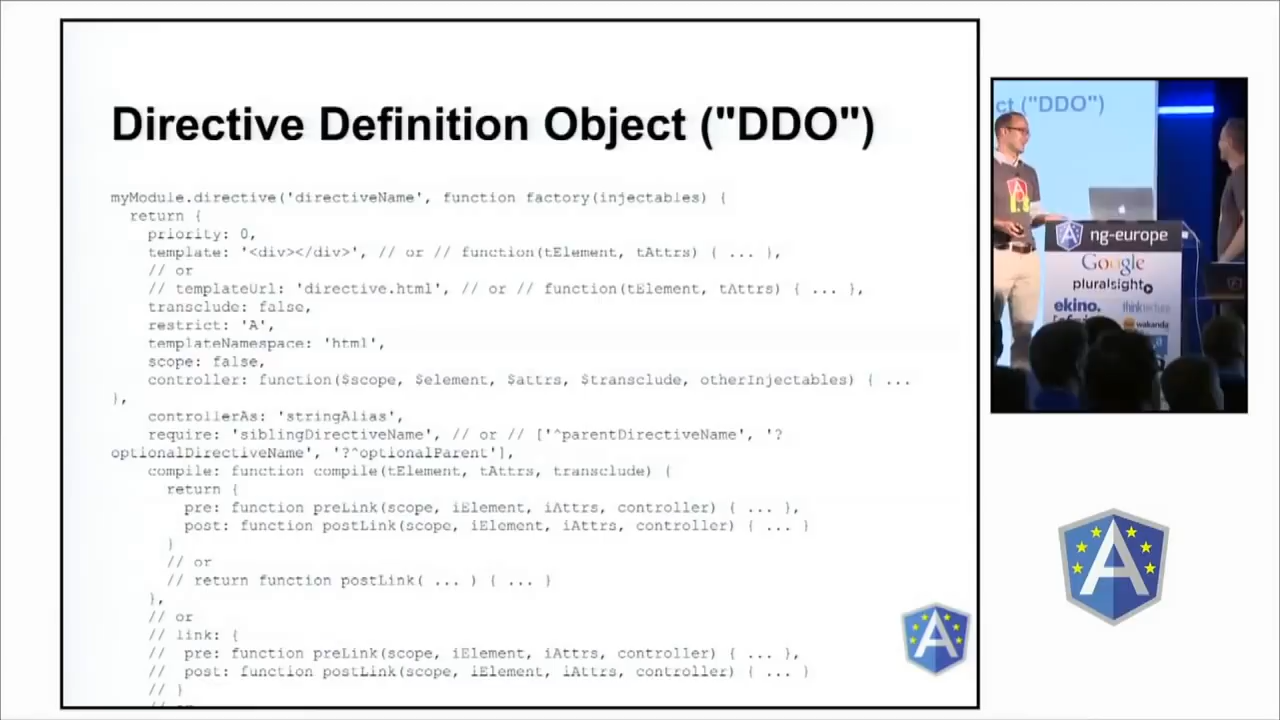 Directive Definition Object ("DDO")
myModule.directive('directiveName', function factory(injectables) {
return {
priority: 0,
template: '<div></div>', // or // function(tElement, tAttrs) { ... },
// or
// templateUrl: 'directive.html', // or // function(tElement, tAttrs) { ... },
transclude: false,
restrict: 'A',
templateNamespace: 'html',
scope: false,
controller: function($scope, $element, $attrs, $transclude, otherInjectables) { ...
},
controllerAs: 'stringAlias',
require: 'siblingDirectiveName', // or // ['^parentDirectiveName', '?
optionalDirectiveName', '?^optionalParent'],
compile: function compile(tElement, tAttrs, transclude) {
return {
pre: function preLink(scope, iElement, iAttrs, controller) { ... },
post: function postLink(scope, iElement, iAttrs, controller) { ... }
}
// or
// return function postLink( ... ) { ... }
},
// or
// link: {
// pre: function preLink(scope, iElement, iAttrs, controller) { ... },
// post: function postLink(scope, iElement, iAttrs, controller) { ... }
// }
A
ct ("DDO")
ng-europe
Google
pluralsight
ekino.
thinktecture
wakanda
A